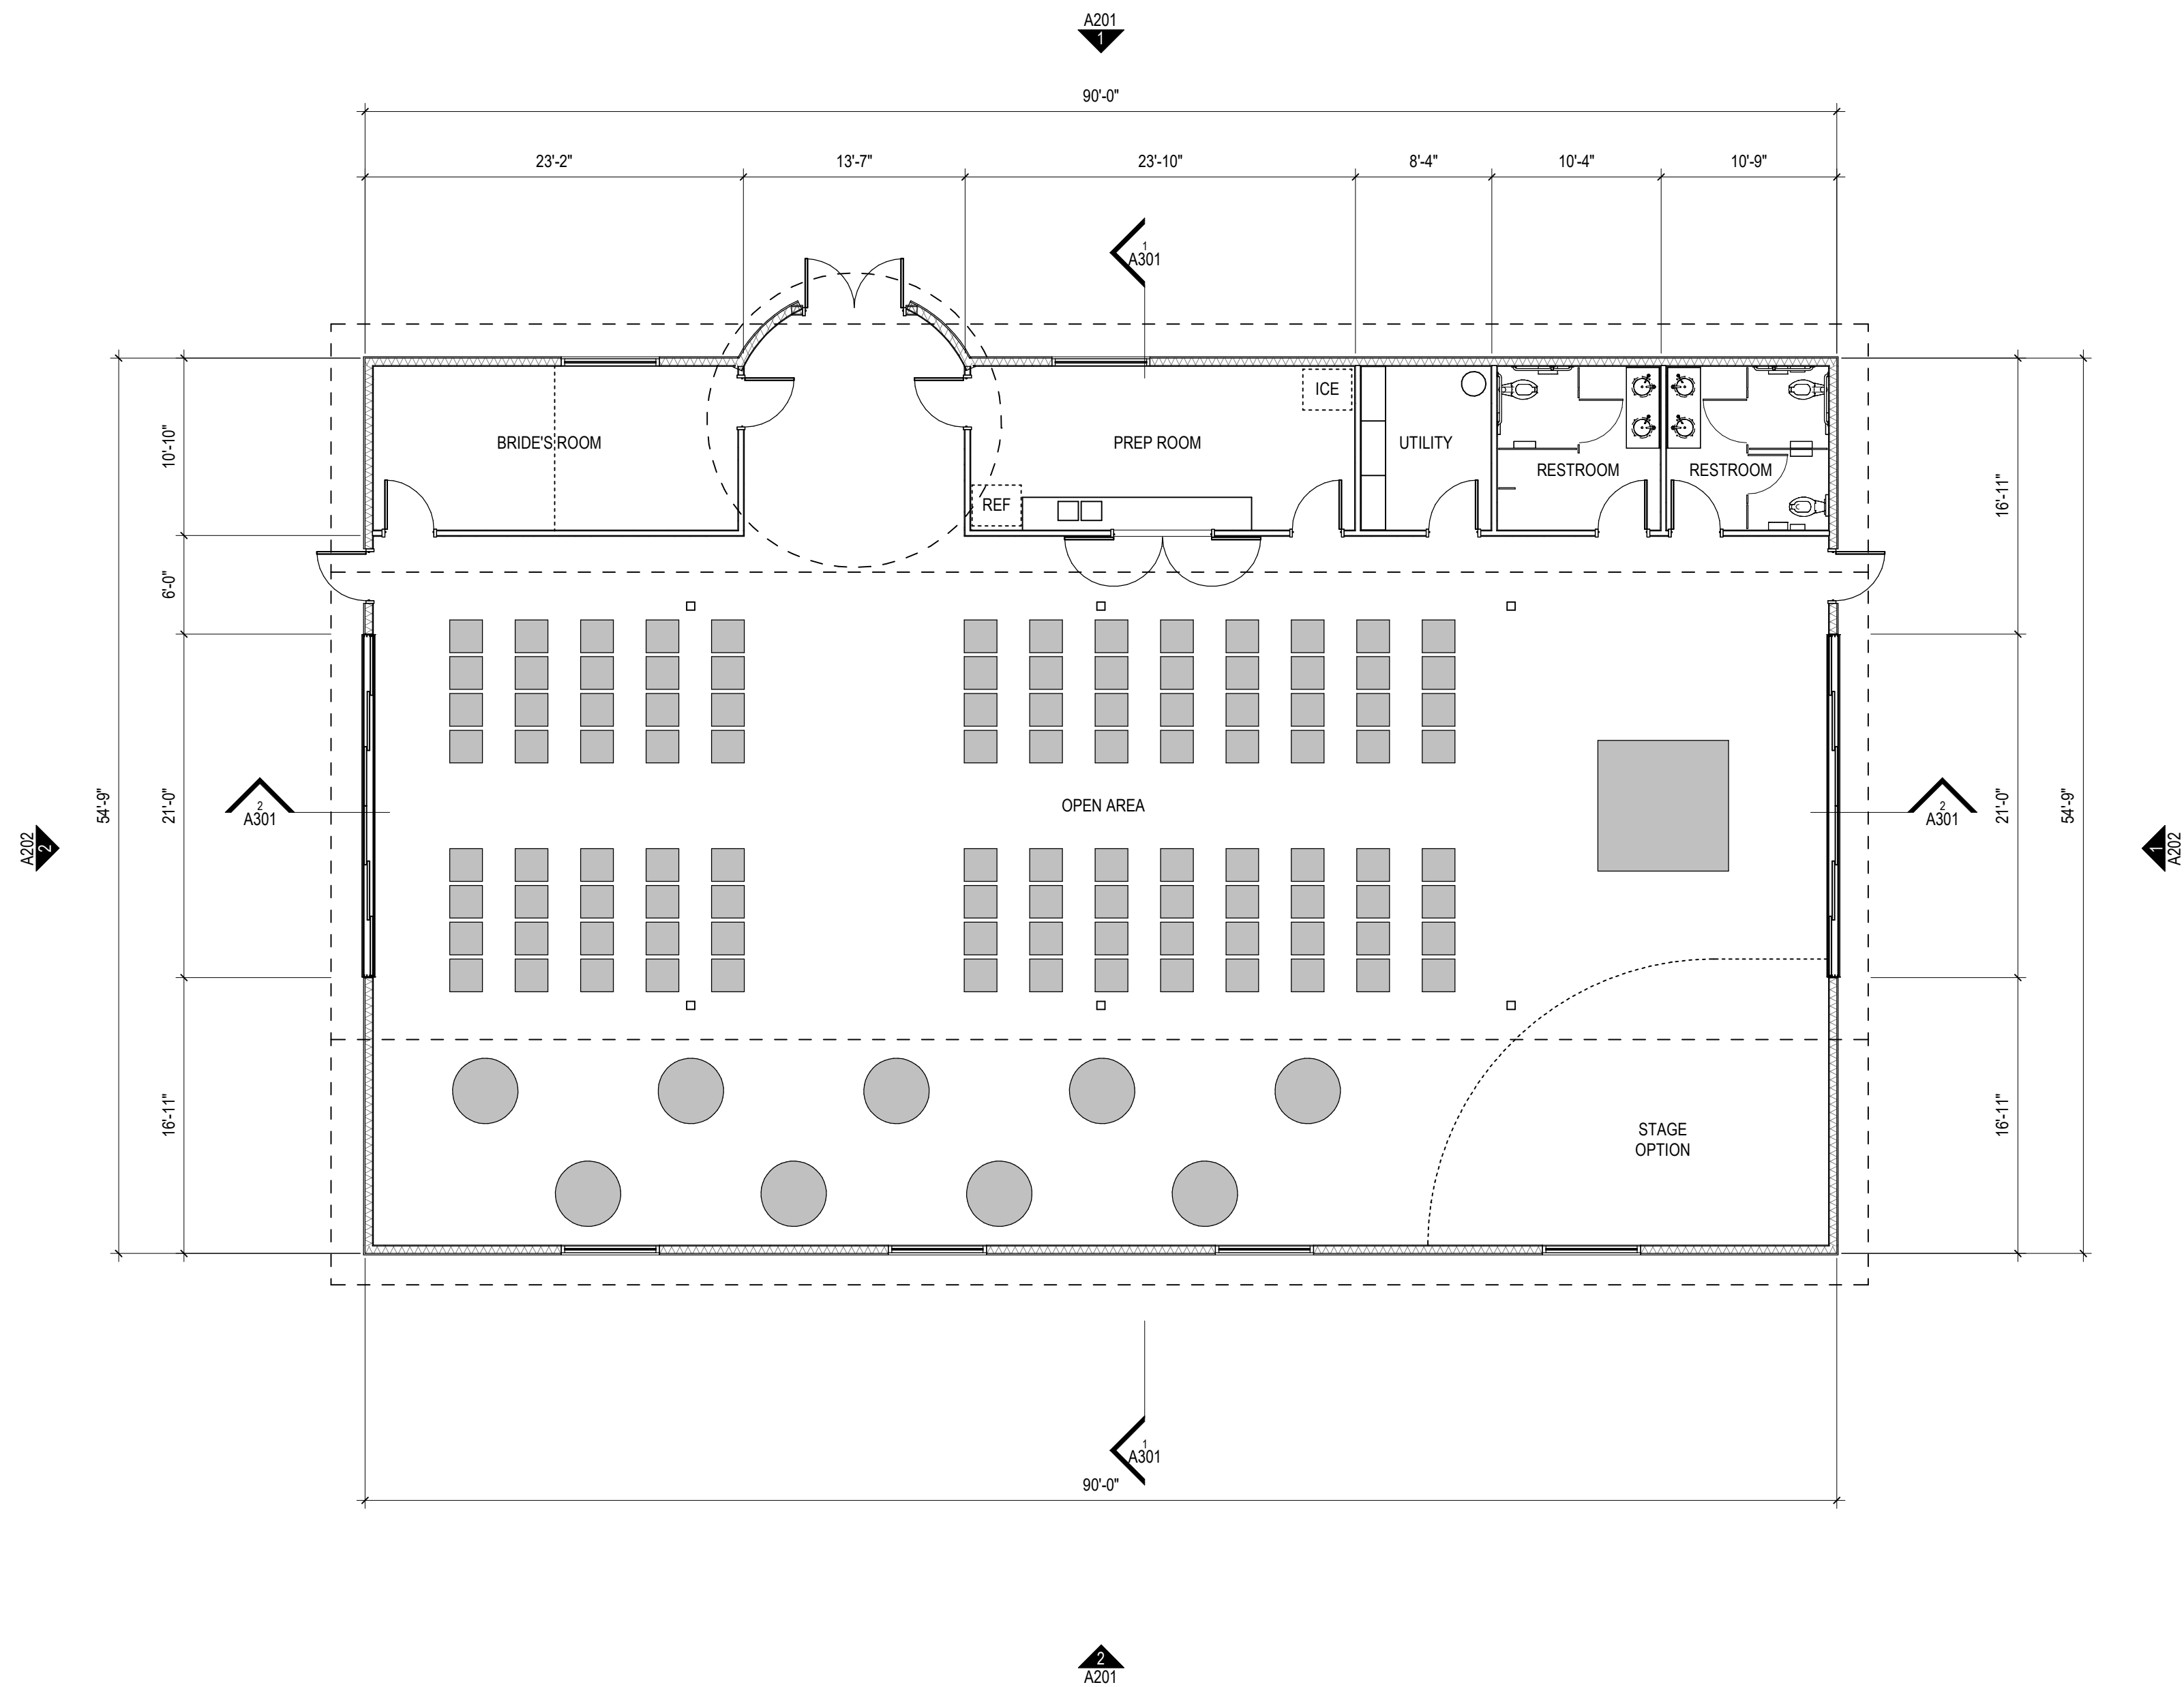 A201
1
90'-0"
23'-2"
13'-7"
23'-10"
8'-4"
10'-4"
10'-9"
1
A301
ICE
BRIDE'S ROOM
PREP ROOM
UTILITY
RESTROOM
RESTROOM
REF
10'-10"
6'-0"
21'-0"
16'-11"
54'-9"
16'-11"
21'-0"
16'-11"
54'-9"
2
A301
OPEN AREA
2
A301
A202
2
1
A202
STAGE
OPTION
1
A301
90'-0"
2
A201